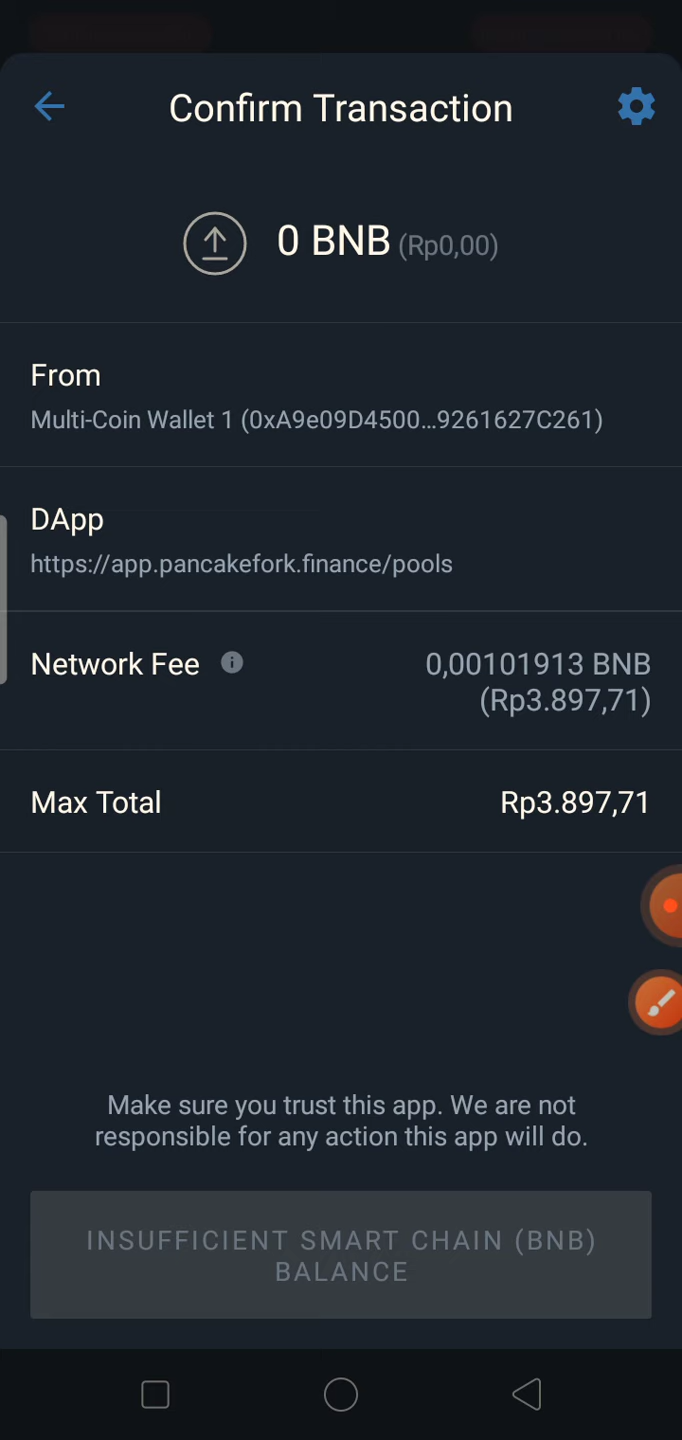 Confirm Transaction
0 BNB (Rp0,00)
From
Multi-Coin Wallet 1 (0xA9e09D4500...9261627C261)
DApp
https://app.pancakefork.finance/pools
Network Fee 0,00101913 BNB
(Rp3.897,71)
Max Total Rp3.897,71
Make sure you trust this app. We are not
responsible for any action this app will do.
INSUFFICIENT SMART CHAIN (BNB)
BALANCE